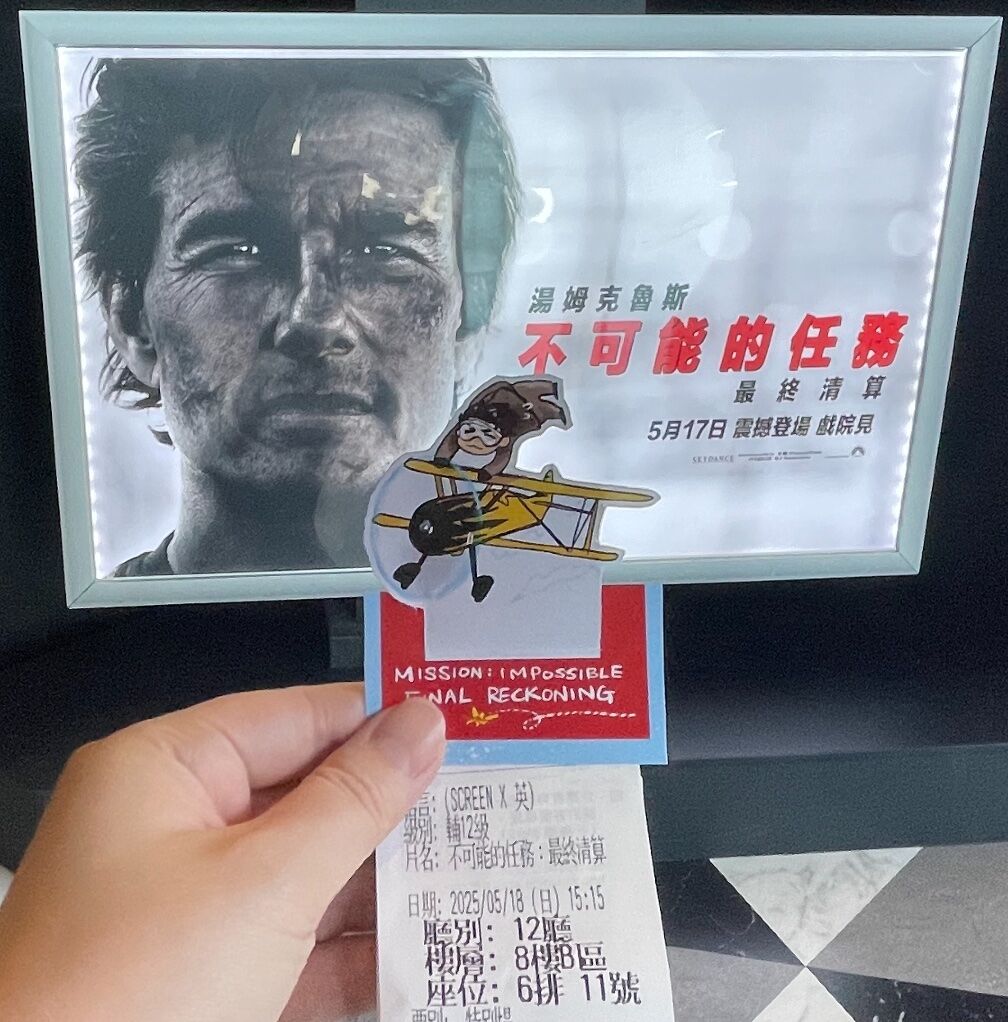 湯姆克魯斯
不可能的任務
最終清算
5月17日 震撼登場 戲院見
SKYDANCE
MISSION: IMPOSSIBLE
FINAL RECKONING
言: (SCREEN X 英)
級別: 輔12級
片名: 不可能的任務：最終清算
日期: 2025/05/18 (日) 15:15
廳別: 12廳
樓層: 8樓B區
座位: 6排 11號